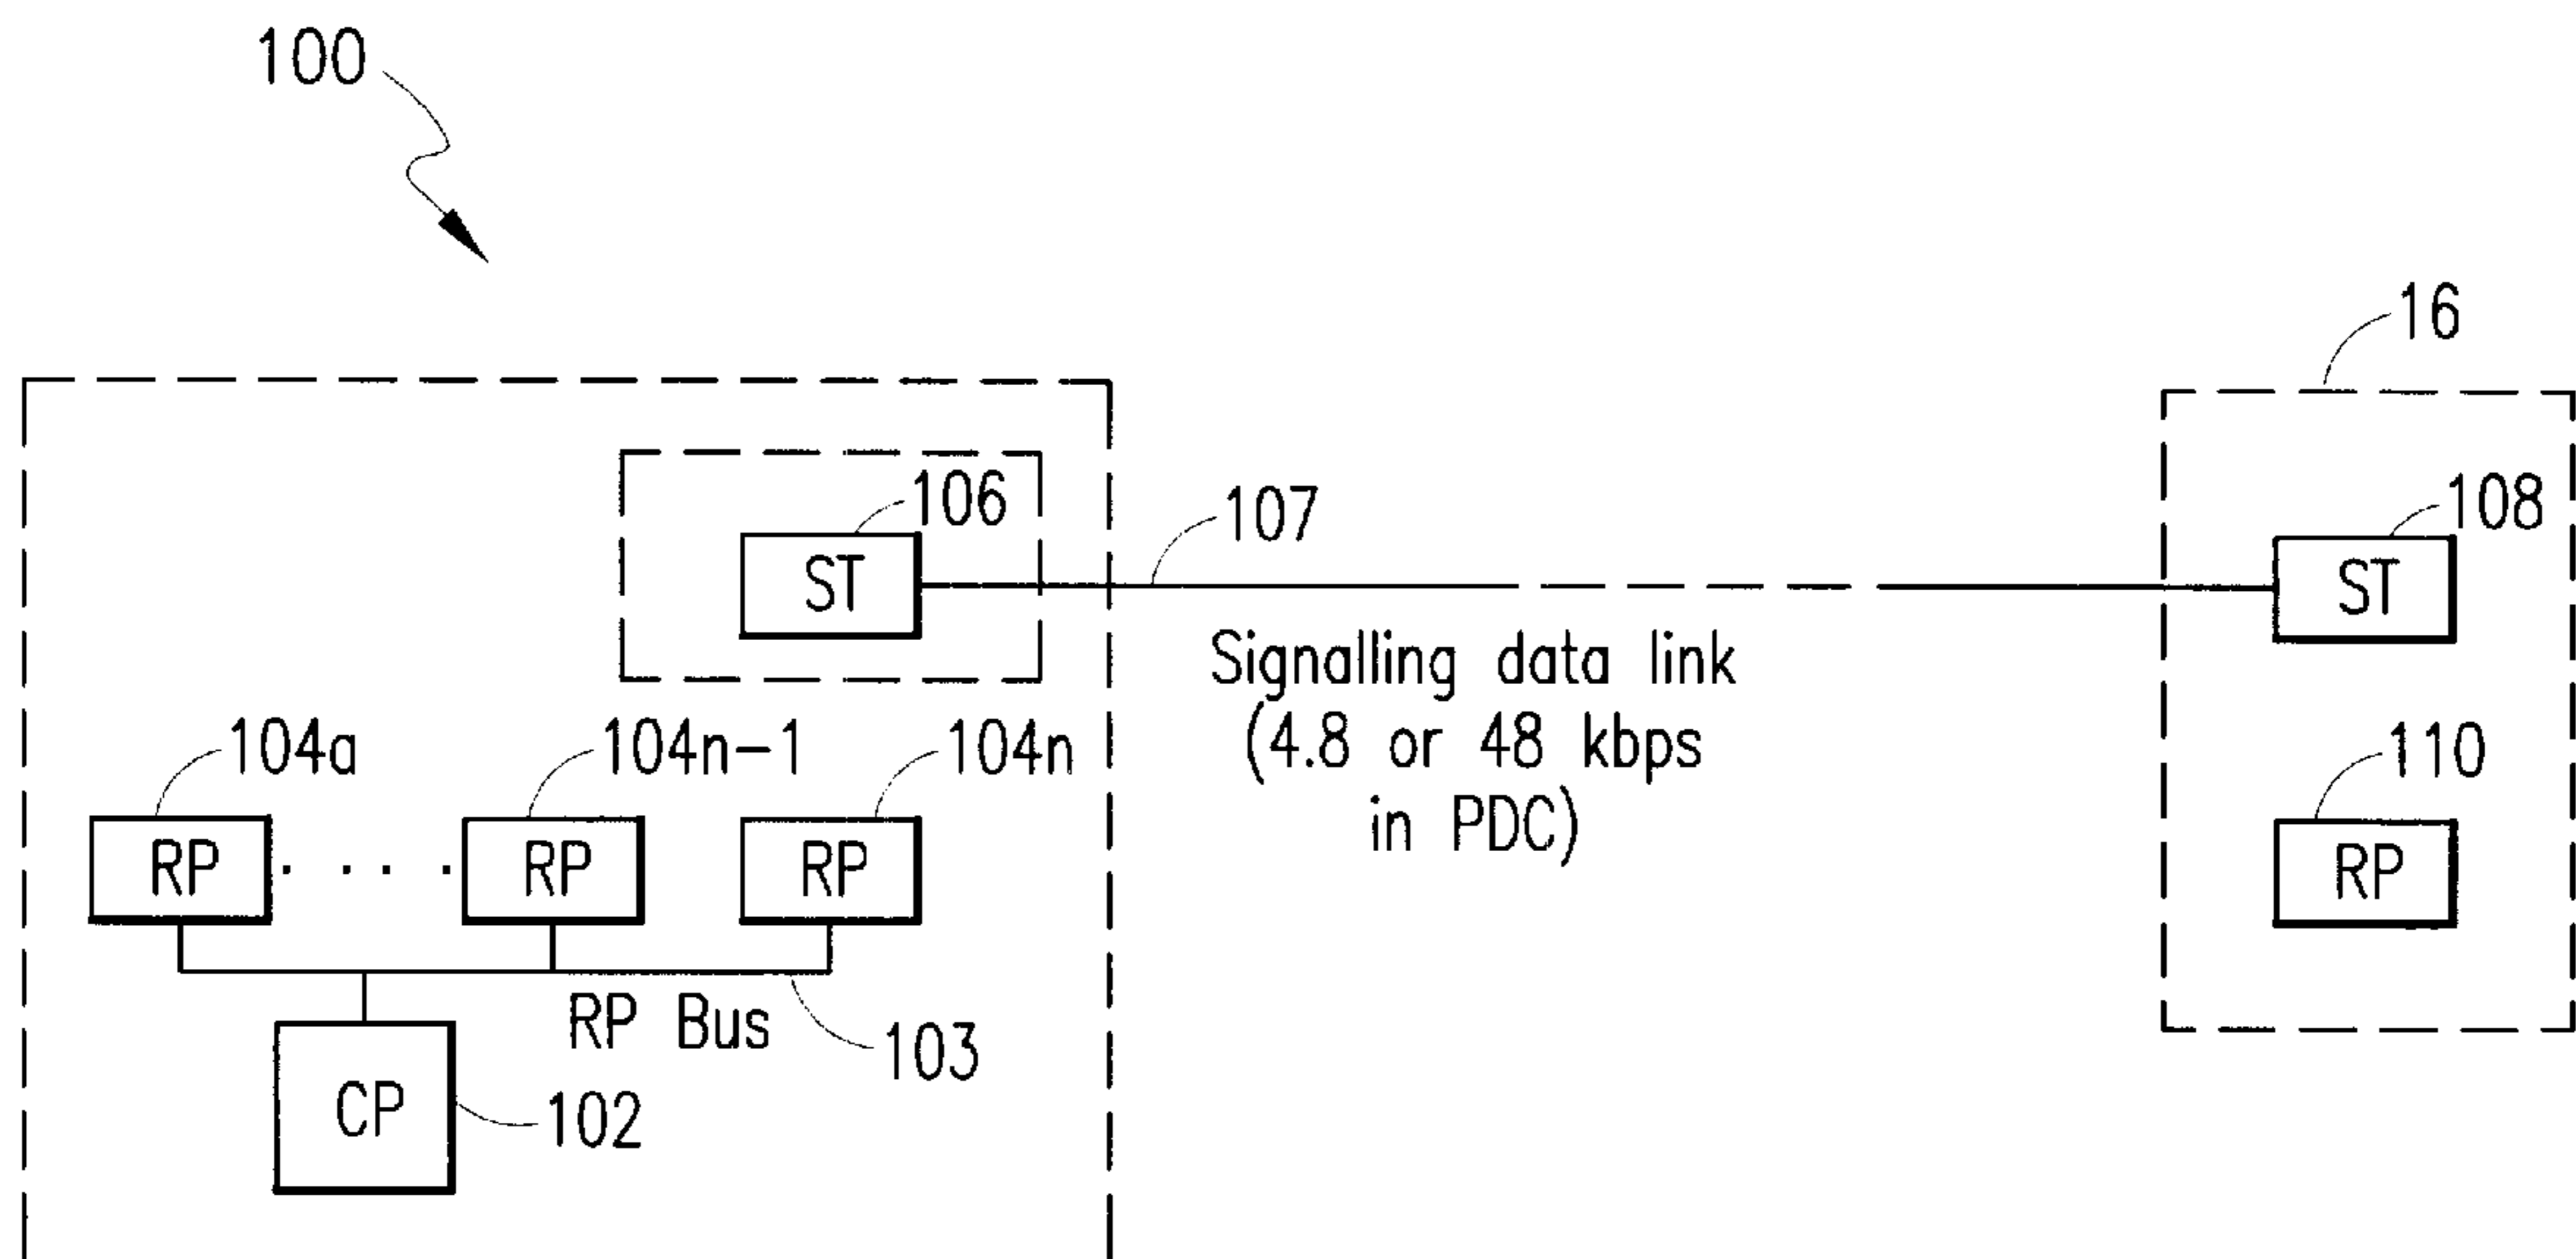 100
16
106
107
108
ST
ST
Signalling data link
(4.8 or 48 kbps
in PDC)
104a
104n-1
104n
110
RP
. . . .
RP
RP
RP
RP Bus
103
CP
102